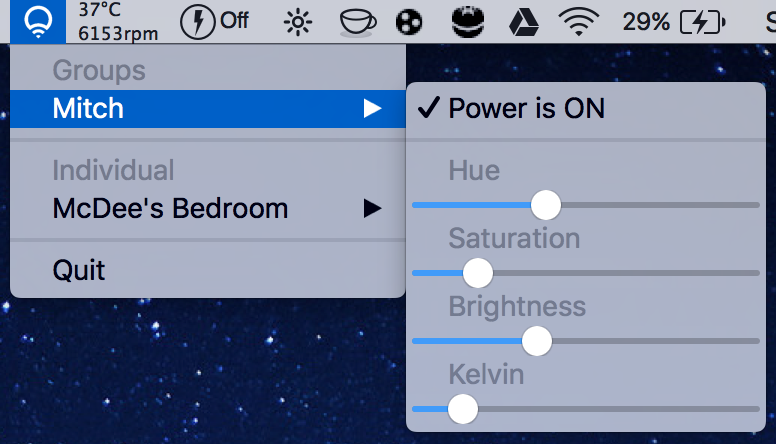 37°C
6153rpm
Off
29%
S
Groups
Mitch
Power is ON
Hue
Individual
McDee's Bedroom
Saturation
Quit
Brightness
Kelvin